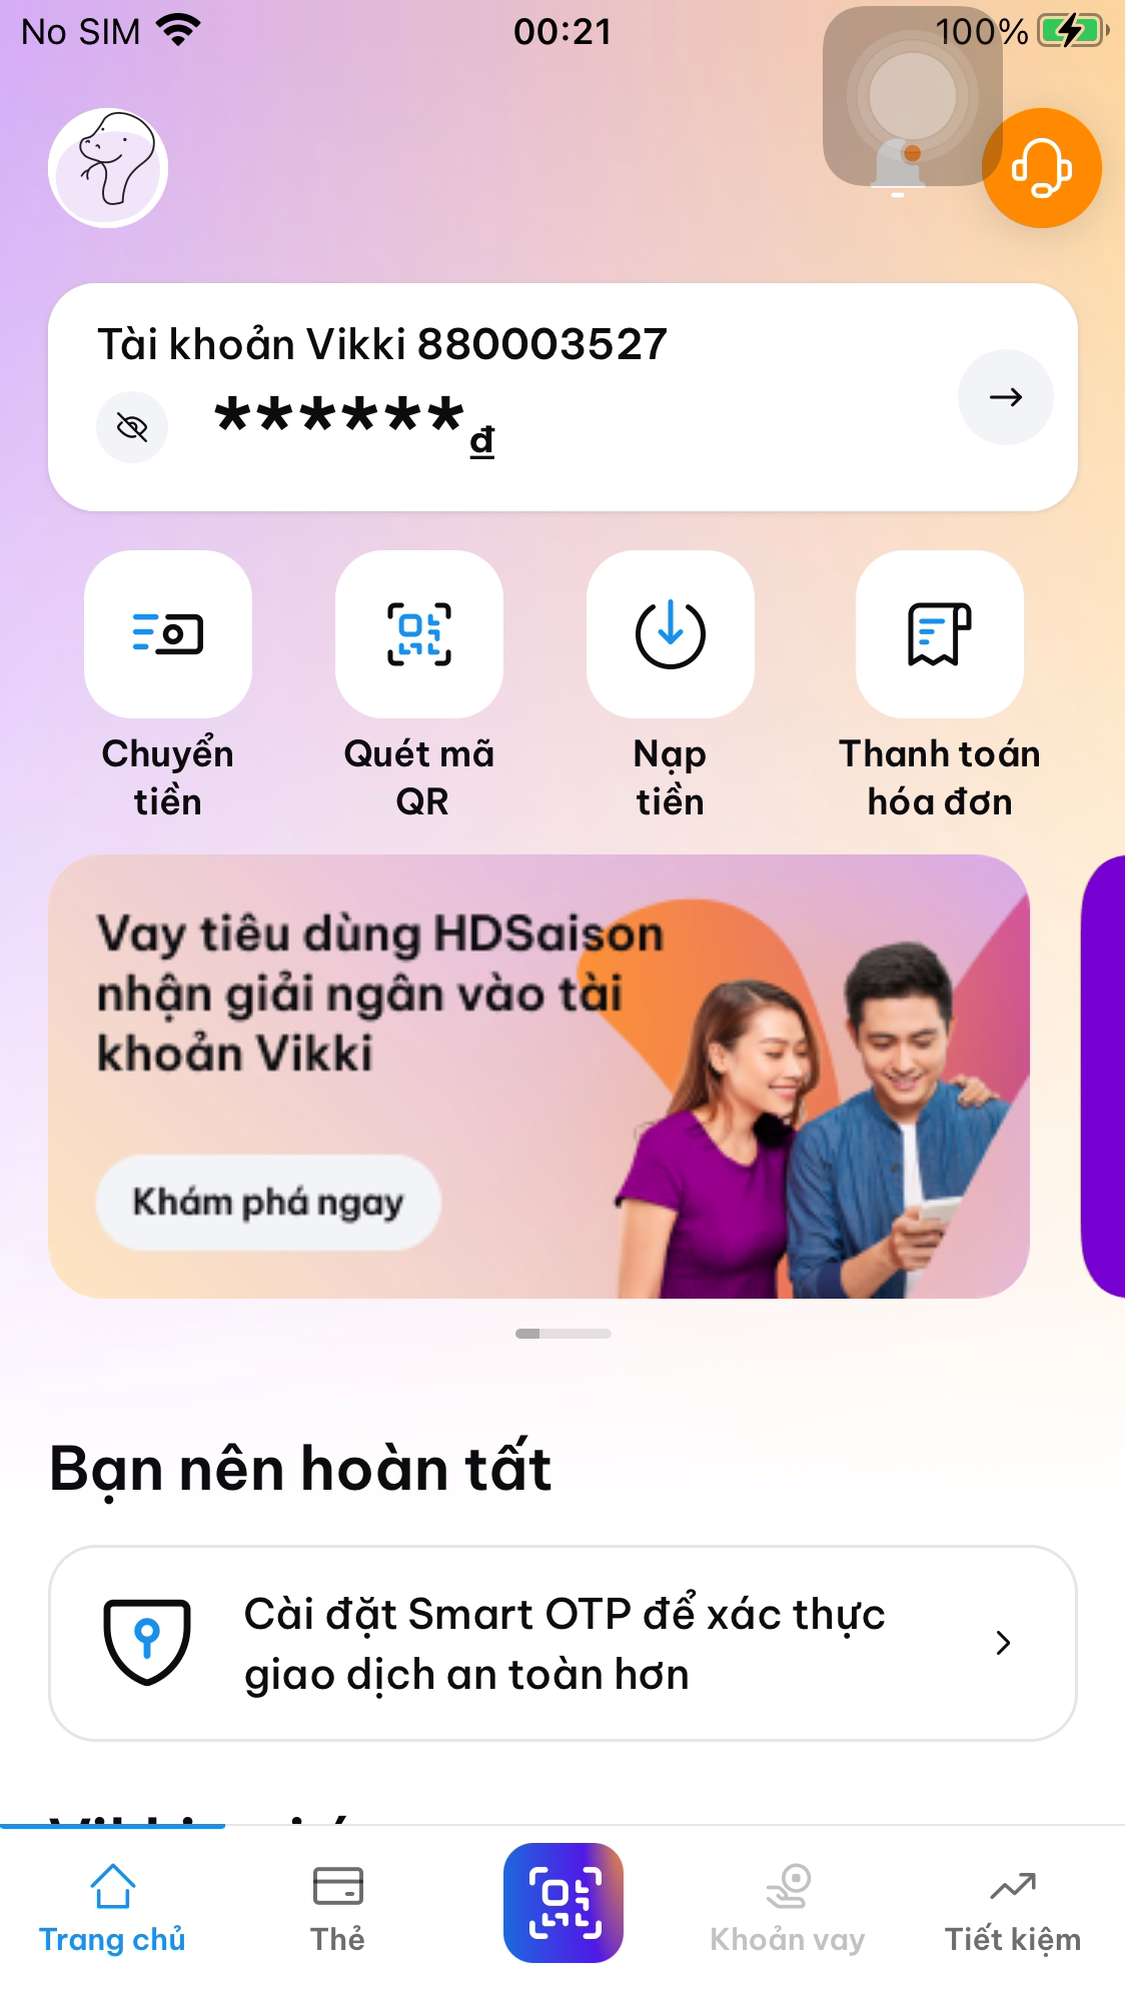 No SIM 00:21 100%
Tài khoản Vikki 880003527
******đ
Chuyển tiền
Quét mã QR
Nạp tiền
Thanh toán hóa đơn
Vay tiêu dùng HDSaison
nhận giải ngân vào tài
khoản Vikki
Khám phá ngay
Bạn nên hoàn tất
Cài đặt Smart OTP để xác thực
giao dịch an toàn hơn
Trang chủ
Thẻ
Khoản vay
Tiết kiệm